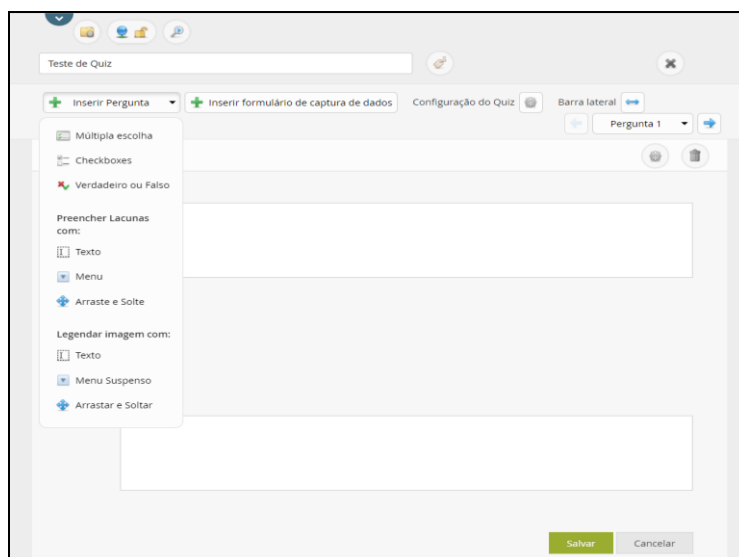 Teste de Quiz
Inserir Pergunta
Inserir formulário de captura de dados
Configuração do Quiz
Barra lateral
Pergunta 1
Múltipla escolha
Checkboxes
Verdadeiro ou Falso
Preencher Lacunas
com:
Texto
Menu
Arraste e Solte
Legendar imagem com:
Texto
Menu Suspenso
Arrastar e Soltar
Salvar
Cancelar